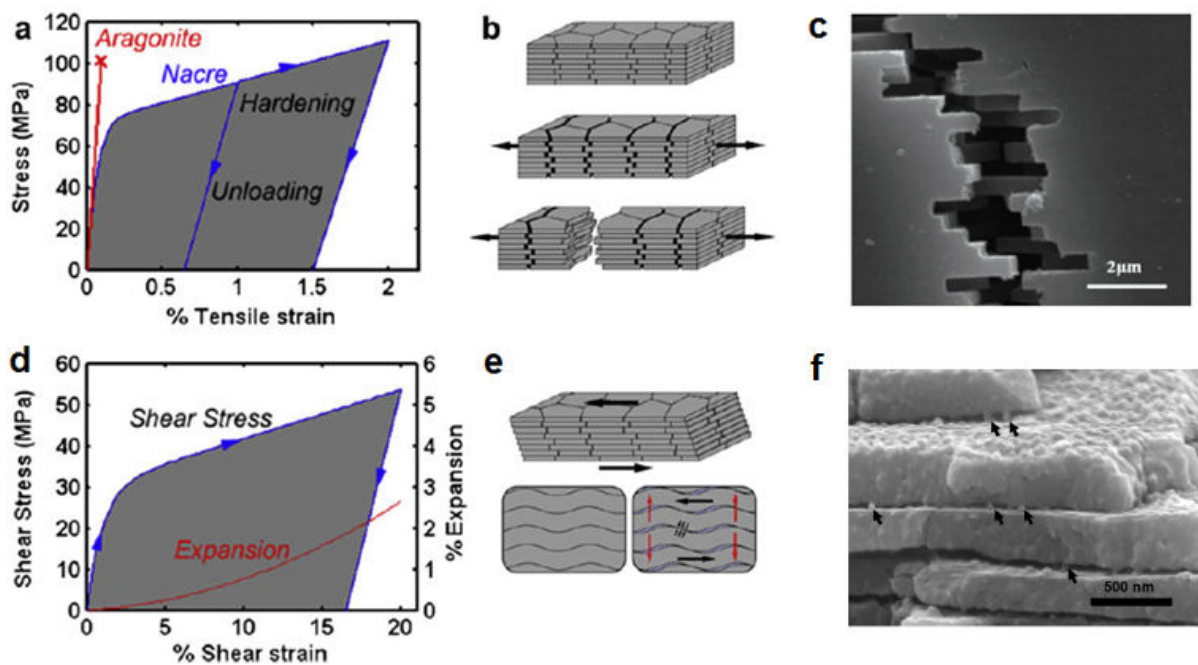 a
Aragonite
Nacre
Hardening
Unloading
Stress (MPa)
120
100
80
60
40
20
0
0.5
1
1.5
2
% Tensile strain
b
c
2μm
d
Shear Stress
Expansion
Shear Stress (MPa)
60
50
40
30
20
10
0
% Expansion
6
5
4
3
2
1
0
0
5
10
15
20
% Shear strain
e
f
500 nm